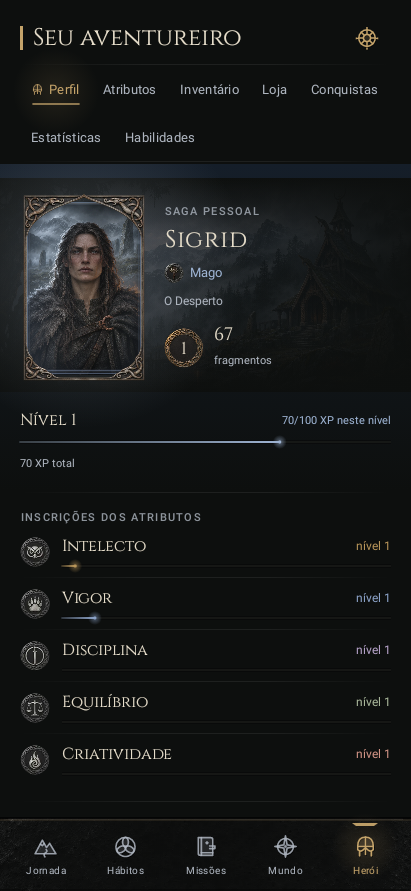 Seu aventureiro
Perfil Atributos Inventário Loja Conquistas
Estatísticas Habilidades
SAGA PESSOAL
Sigrid
Mago
O Desperto
1 67
fragmentos
Nível 1 70/100 XP neste nível
70 XP total
INSCRIÇÕES DOS ATRIBUTOS
Intelecto nível 1
Vigor nível 1
Disciplina nível 1
Equilíbrio nível 1
Criatividade nível 1
Jornada Hábitos Missões Mundo Herói